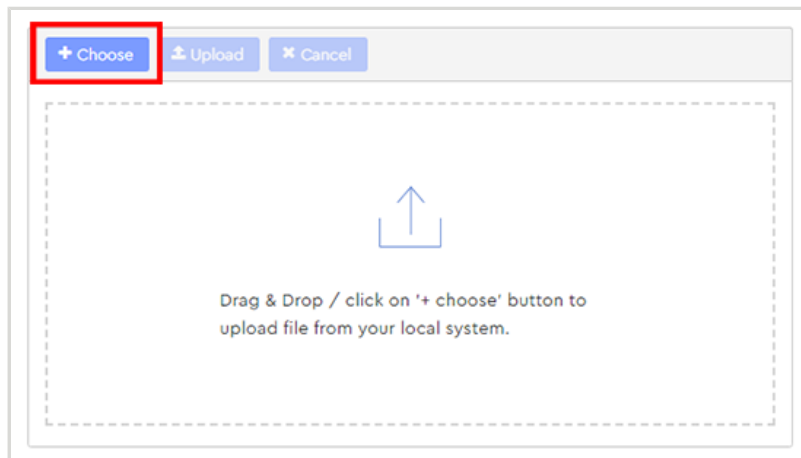 + Choose Upload × Cancel
Drag & Drop / click on '+ choose' button to
upload file from your local system.